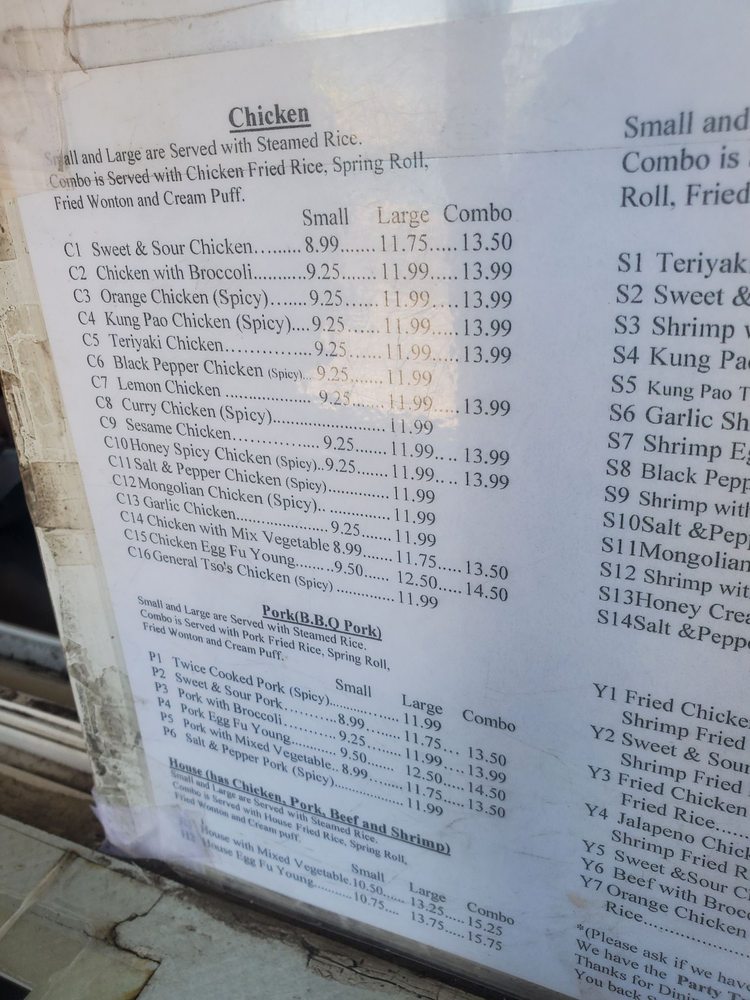 Chicken
Small and Large are Served with Steamed Rice.
Combo is Served with Chicken Fried Rice, Spring Roll,
Fried Wonton and Cream Puff.
Small Large Combo
C1 Sweet & Sour Chicken.........8.99.......11.75.....13.50
C2 Chicken with Broccoli..........9.25......11.99.....13.99
C3 Orange Chicken (Spicy).......9.25......11.99....13.99
C4 Kung Pao Chicken (Spicy)....9.25......11.99....13.99
C5 Teriyaki Chicken...............9.25......11.99.....13.99
C6 Black Pepper Chicken (Spicy)...9.25.......11.99
C7 Lemon Chicken ..................9.25.......11.99.....13.99
C8 Curry Chicken (Spicy)....................11.99
C9 Sesame Chicken...............9.25.......11.99....13.99
C10 Honey Spicy Chicken (Spicy)..9.25.......11.99....13.99
C11 Salt & Pepper Chicken (Spicy)...............11.99
C12 Mongolian Chicken (Spicy)..................11.99
C13 Garlic Chicken...................9.25.......11.99
C14 Chicken with Mix Vegetable 8.99.......11.75.....13.50
C15 Chicken Egg Fu Young........9.50...... 12.50.....14.50
C16 General Tso's Chicken (Spicy) .............11.99
Pork(B.B.Q Pork)
Small and Large are Served with Steamed Rice.
Combo is Served with Pork Fried Rice, Spring Roll,
Fried Wonton and Cream Puff.
Small Large Combo
P1 Twice Cooked Pork (Spicy)...............11.99
P2 Sweet & Sour Pork...........8.99.......11.75.... 13.50
P3 Pork with Broccoli...........9.25.......11.99....13.99
P4 Pork Egg Fu Young..........9.50....... 12.50.....14.50
P5 Pork with Mixed Vegetable..8.99.......11.75.....13.50
P6 Salt & Pepper Pork (Spicy)...............11.99
House (has Chicken, Pork, Beef and Shrimp)
Small and Large are Served with Steamed Rice.
Combo is Served with House Fried Rice, Spring Roll,
Fried Wonton and Cream puff.
Small Large Combo
House with Mixed Vegetable.10.50..... 13.25.....15.25
H2 House Egg Fu Young..........10.75.... 13.75.....15.75
Small and
Combo is
Roll, Fried
S1 Teriyaki
S2 Sweet &
S3 Shrimp
S4 Kung Pa
S5 Kung Pao
S6 Garlic Sh
S7 Shrimp Eg
S8 Black Pepp
S9 Shrimp with
S10Salt &Pepp
S11Mongolian
S12 Shrimp wit
S13Honey Crea
S14Salt &Peppe
Y1 Fried Chicke
Shrimp Fried
Y2 Sweet & Sour
Shrimp Fried
Y3 Fried Chicken
Fried Rice.......
Y4 Jalapeno Chick
Shrimp Fried R
Y5 Sweet &Sour C
Y6 Beef with Broc
Y7 Orange Chicken
Rice.....................
*(Please ask if we hav
We have the Party T
Thanks for Dini
You back s